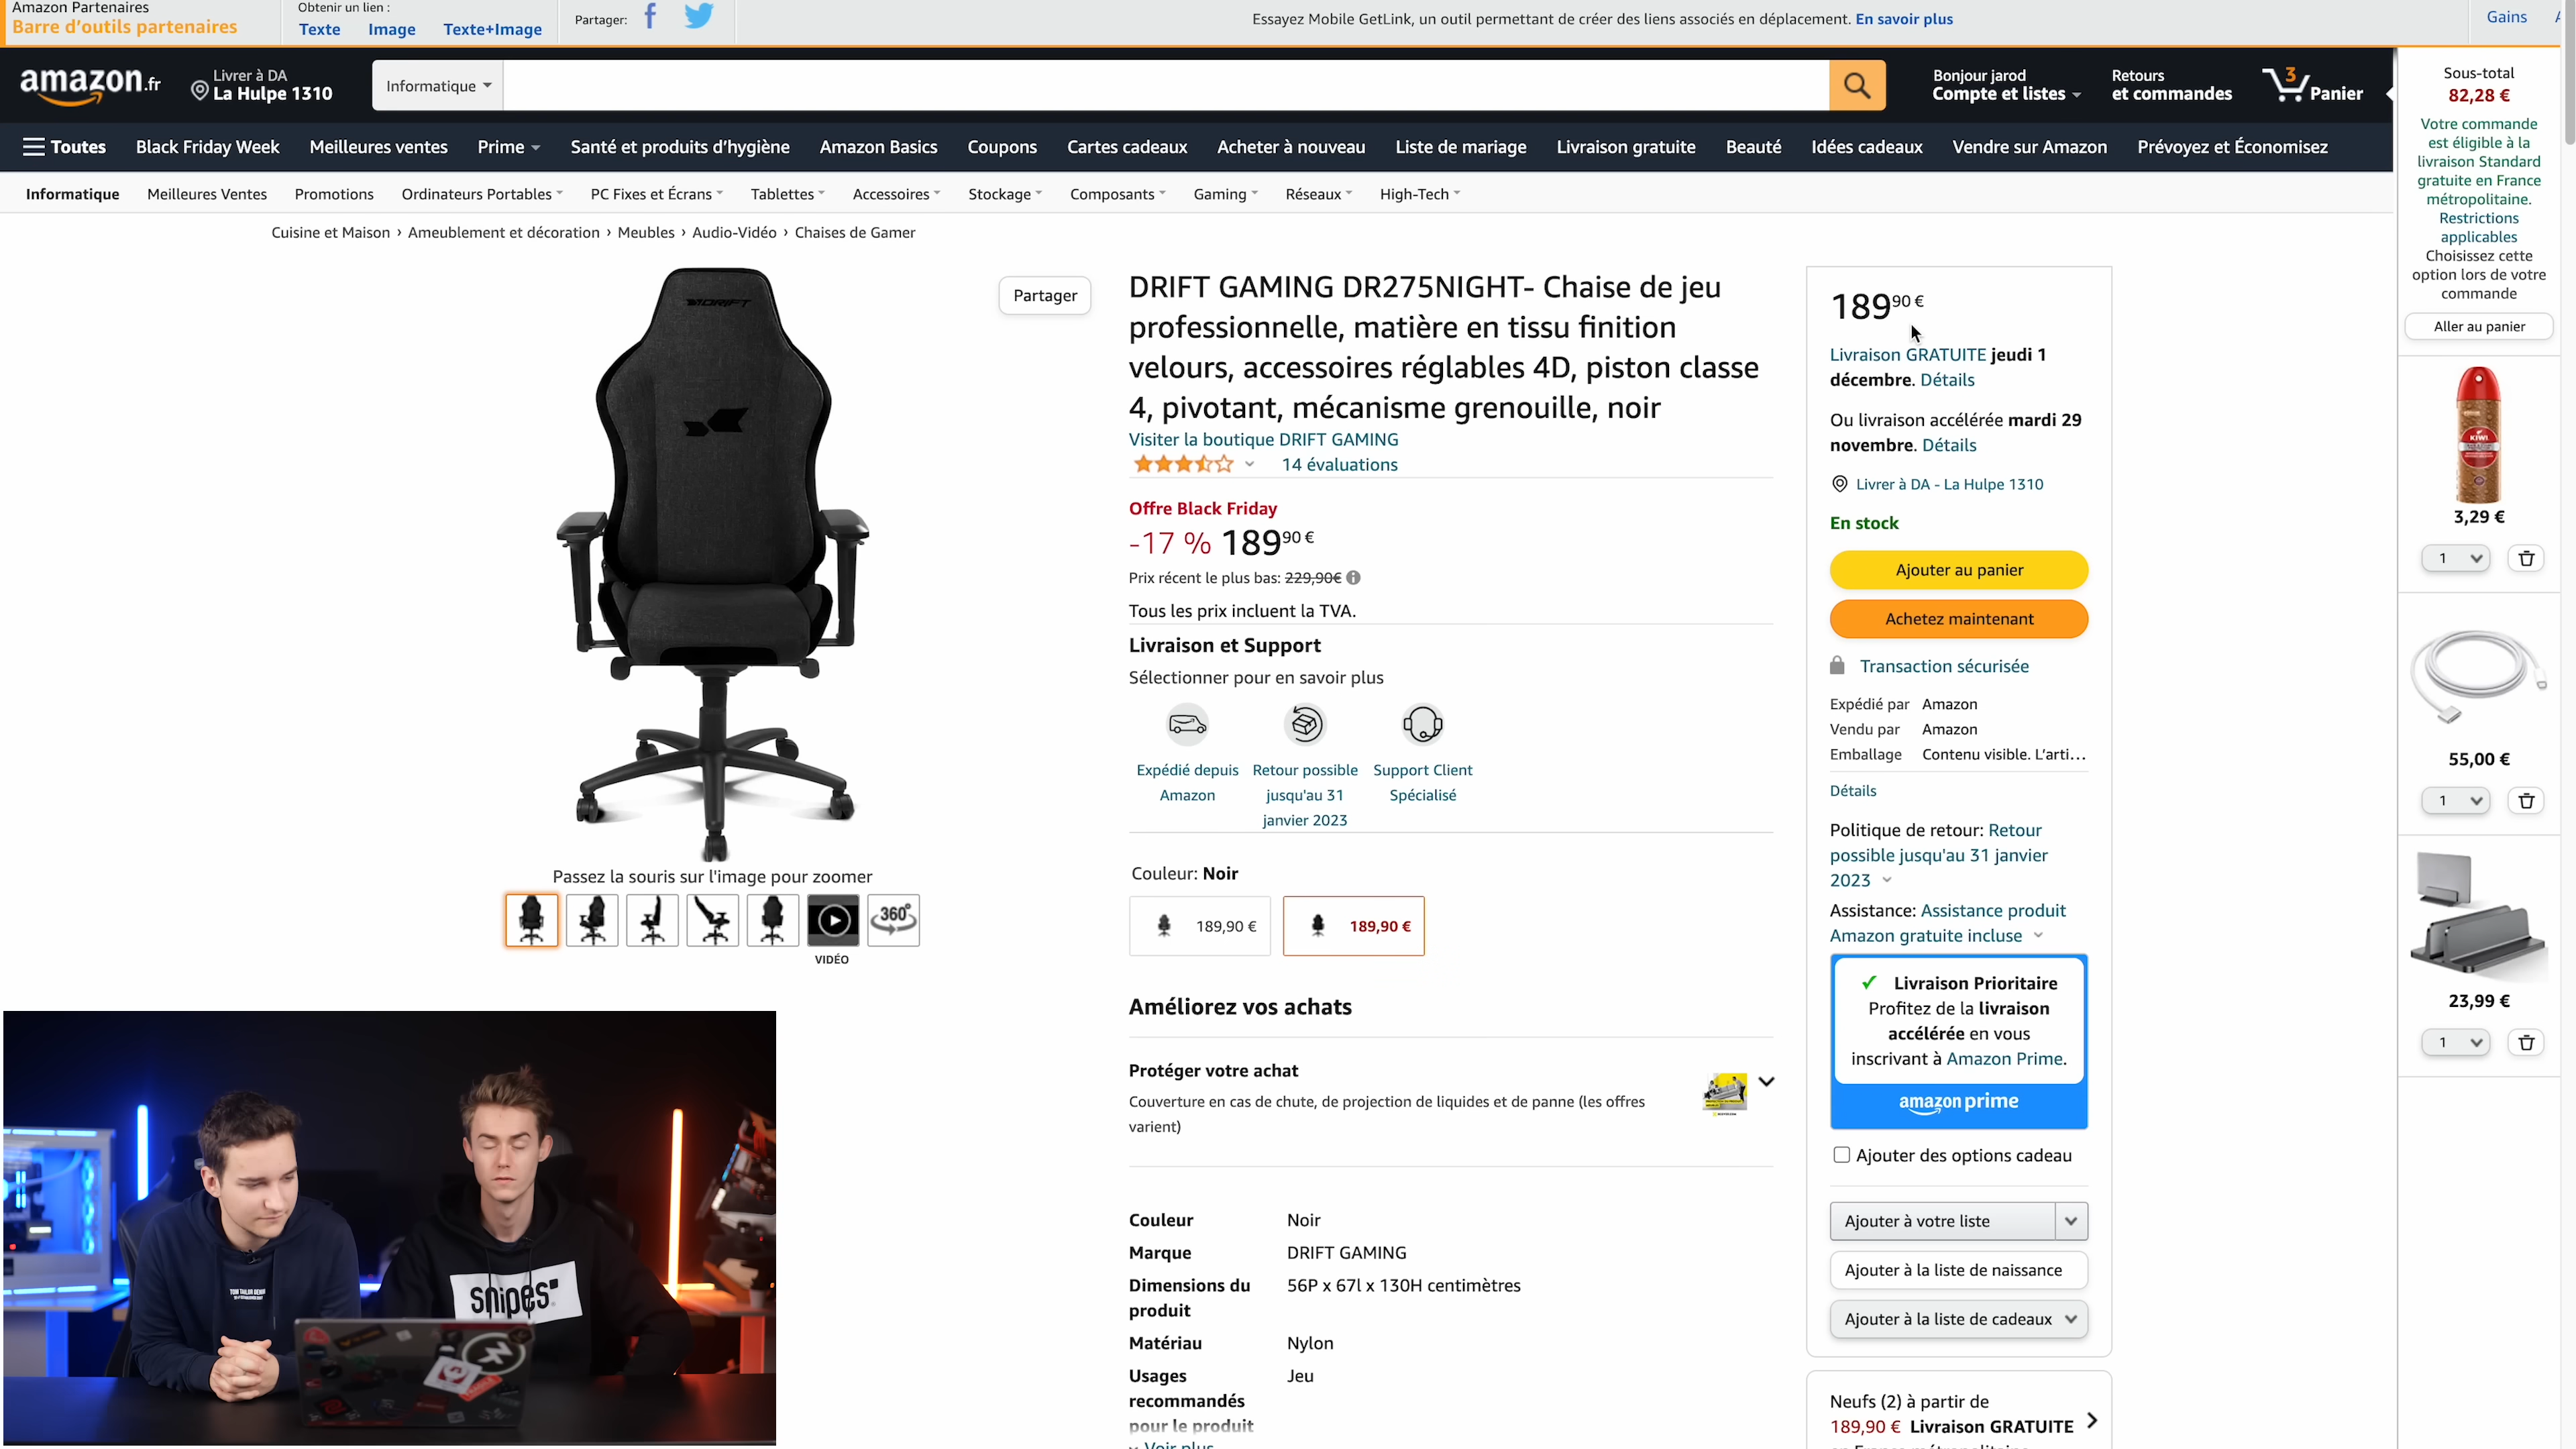 Amazon Partenaires
Barre d'outils partenaires
Obtenir un lien :
Texte Image Texte+Image
Partager:
Essayez Mobile GetLink, un outil permettant de créer des liens associés en déplacement. En savoir plus
Gains
amazon.fr
Livrer à DA
La Hulpe 1310
Informatique
Bonjour jarod
Compte et listes
Retours
et commandes
3
Panier
Toutes Black Friday Week Meilleures ventes Prime Santé et produits d'hygiène Amazon Basics Coupons Cartes cadeaux Acheter à nouveau Liste de mariage Livraison gratuite Beauté Idées cadeaux Vendre sur Amazon Prévoyez et Économisez
Informatique Meilleures Ventes Promotions Ordinateurs Portables PC Fixes et Écrans Tablettes Accessoires Stockage Composants Gaming Réseaux High-Tech
Cuisine et Maison › Ameublement et décoration › Meubles › Audio-Vidéo › Chaises de Gamer
DRIFT
Partager
Passez la souris sur l'image pour zoomer
360°
VIDÉO
DRIFT GAMING DR275NIGHT- Chaise de jeu
professionnelle, matière en tissu finition
velours, accessoires réglables 4D, piston classe
4, pivotant, mécanisme grenouille, noir
Visiter la boutique DRIFT GAMING
14 évaluations
Offre Black Friday
-17 % 18990 €
Prix récent le plus bas: 229,90€
Tous les prix incluent la TVA.
Livraison et Support
Sélectionner pour en savoir plus
Expédié depuis
Amazon
Retour possible
jusqu'au 31
janvier 2023
Support Client
Spécialisé
Couleur: Noir
189,90 €
189,90 €
Améliorez vos achats
Protéger votre achat
Couverture en cas de chute, de projection de liquides et de panne (les offres
varient)
Couleur Noir
Marque DRIFT GAMING
Dimensions du
produit
56P x 67l x 130H centimètres
Matériau Nylon
Usages
recommandés
pour le produit
Jeu
Voir plus
18990 €
Livraison GRATUITE jeudi 1
décembre. Détails
Ou livraison accélérée mardi 29
novembre. Détails
Livrer à DA - La Hulpe 1310
En stock
Ajouter au panier
Achetez maintenant
Transaction sécurisée
Expédié par Amazon
Vendu par Amazon
Emballage Contenu visible. L'arti...
Détails
Politique de retour: Retour
possible jusqu'au 31 janvier
2023
Assistance: Assistance produit
Amazon gratuite incluse
Livraison Prioritaire
Profitez de la livraison
accélérée en vous
inscrivant à Amazon Prime.
amazon prime
Ajouter des options cadeau
Ajouter à votre liste
Ajouter à la liste de naissance
Ajouter à la liste de cadeaux
Neufs (2) à partir de
189,90 € Livraison GRATUITE
en France métropolitaine
Sous-total
82,28 €
Votre commande
est éligible à la
livraison Standard
gratuite en France
métropolitaine.
Restrictions
applicables
Choisissez cette
option lors de votre
commande
Aller au panier
KIWI
3,29 €
1
55,00 €
1
23,99 €
1
TOM TAILOR DENIM
snipes